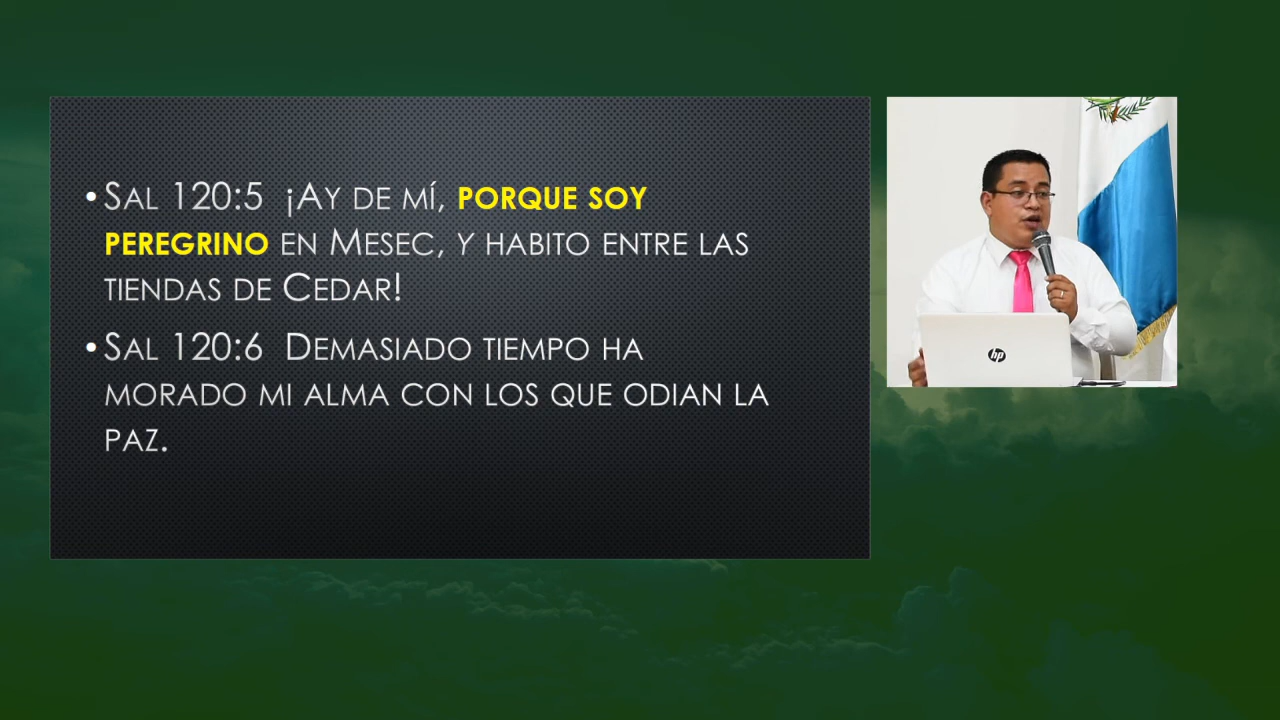 • Sal 120:5 ¡Ay de mí, porque soy
peregrino en Mesec, y habito entre las
tiendas de Cedar!
• Sal 120:6 Demasiado tiempo ha
morado mi alma con los que odian la
paz.
hp